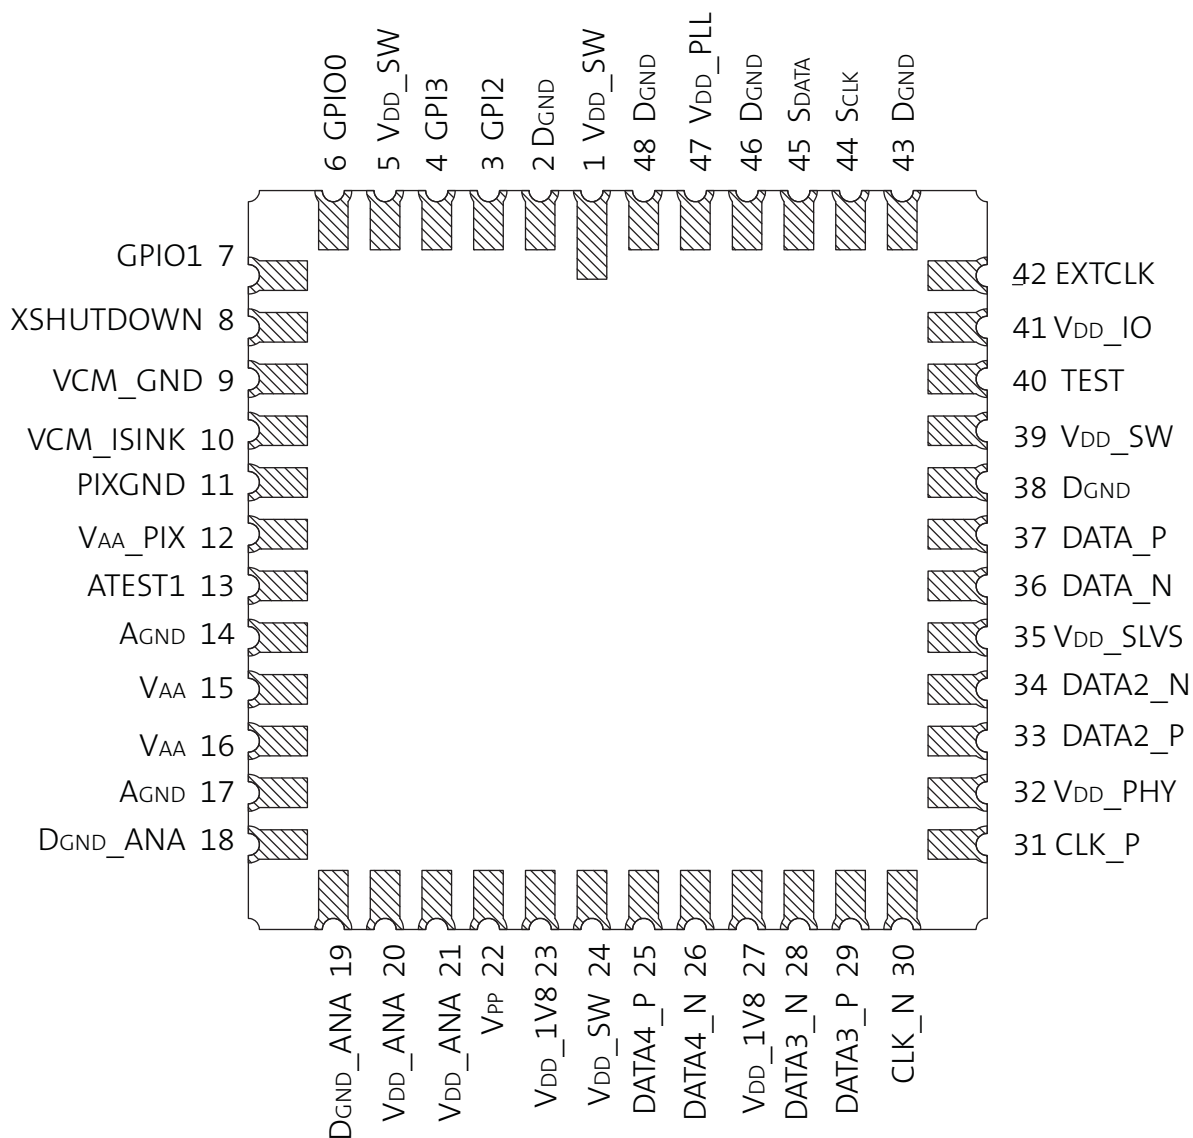 6 GPIO0
5 VDD_SW
4 GPI3
3 GPI2
2 DGND
1 VDD_SW
48 DGND
47 VDD_PLL
46 DGND
45 SDATA
44 SCLK
43 DGND
GPIO1 7
XSHUTDOWN 8
VCM_GND 9
VCM_ISINK 10
PIXGND 11
VAA_PIX 12
ATEST1 13
AGND 14
VAA 15
VAA 16
AGND 17
DGND_ANA 18
42 EXTCLK
41 VDD_IO
40 TEST
39 VDD_SW
38 DGND
37 DATA_P
36 DATA_N
35 VDD_SLVS
34 DATA2_N
33 DATA2_P
32 VDD_PHY
31 CLK_P
DGND_ANA 19
VDD_ANA 20
VDD_ANA 21
VPP 22
VDD_1V8 23
VDD_SW 24
DATA4_P 25
DATA4_N 26
VDD_1V8 27
DATA3_N 28
DATA3_P 29
CLK_N 30